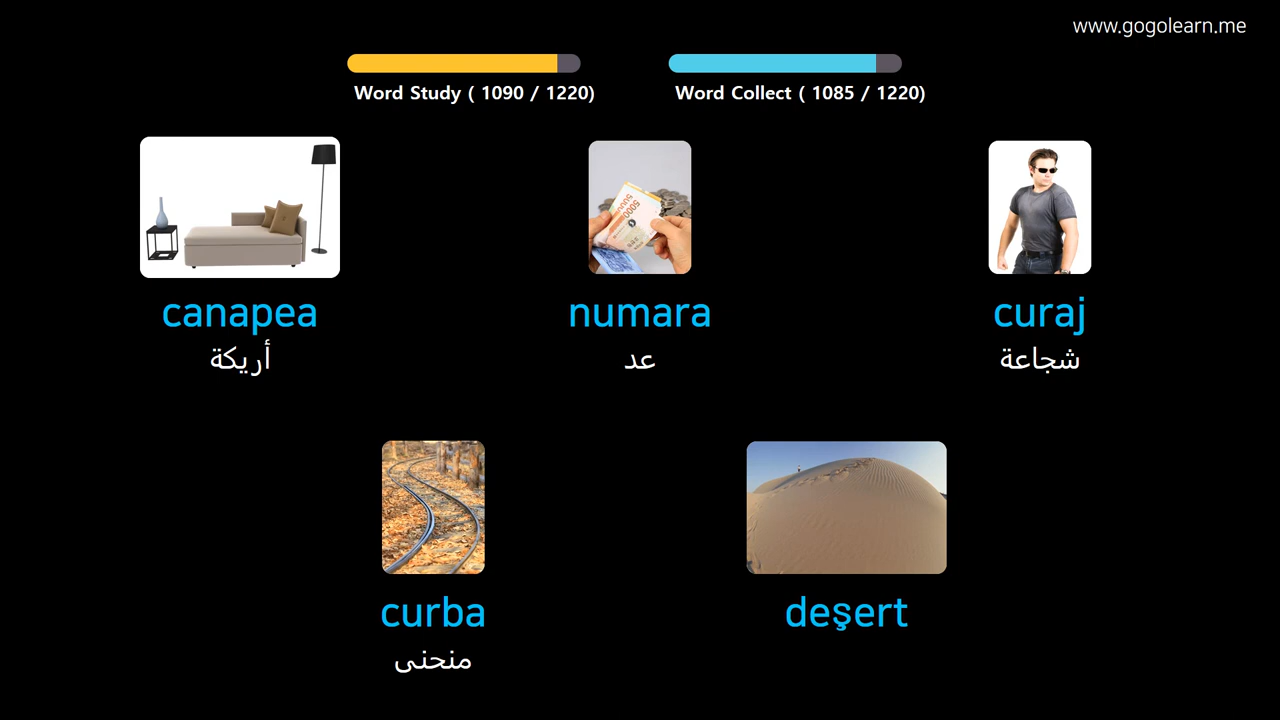 www.gogolearn.me
Word Study ( 1090 / 1220)
Word Collect ( 1085 / 1220)
canapea
أريكة
numara
عد
curaj
شجاعة
curba
منحنى
deşert